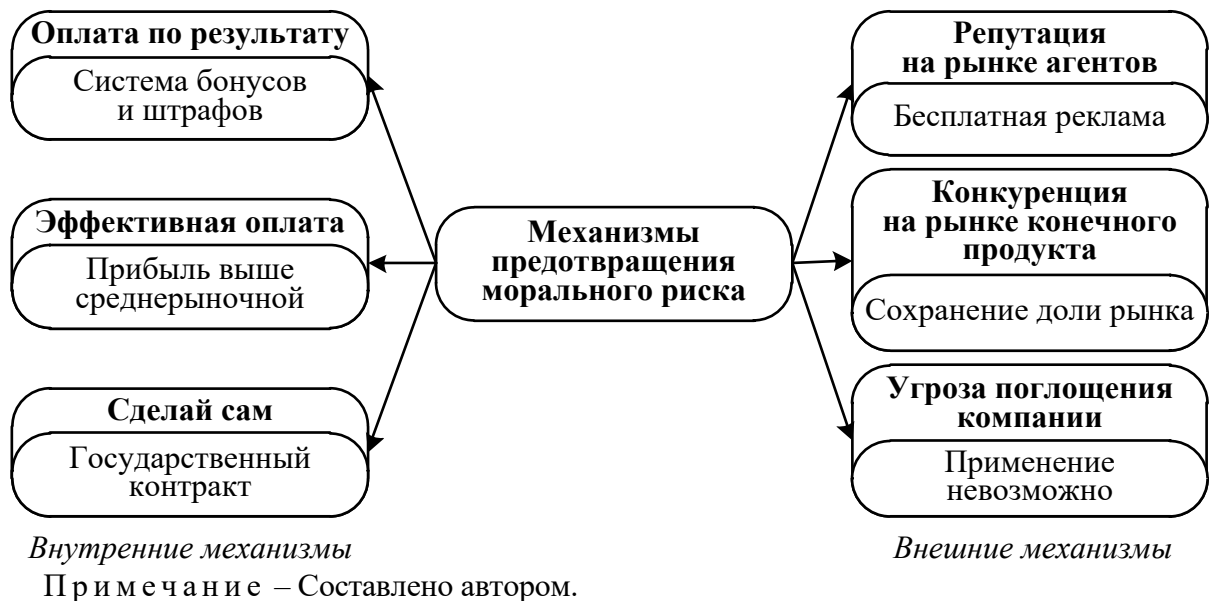 Оплата по результату
Система бонусов
и штрафов
Эффективная оплата
Прибыль выше
среднерыночной
Сделай сам
Государственный
контракт
Внутренние механизмы
Механизмы
предотвращения
морального риска
Репутация
на рынке агентов
Бесплатная реклама
Конкуренция
на рынке конечного
продукта
Сохранение доли рынка
Угроза поглощения
компании
Применение
невозможно
Внешние механизмы
Примечание – Составлено автором.